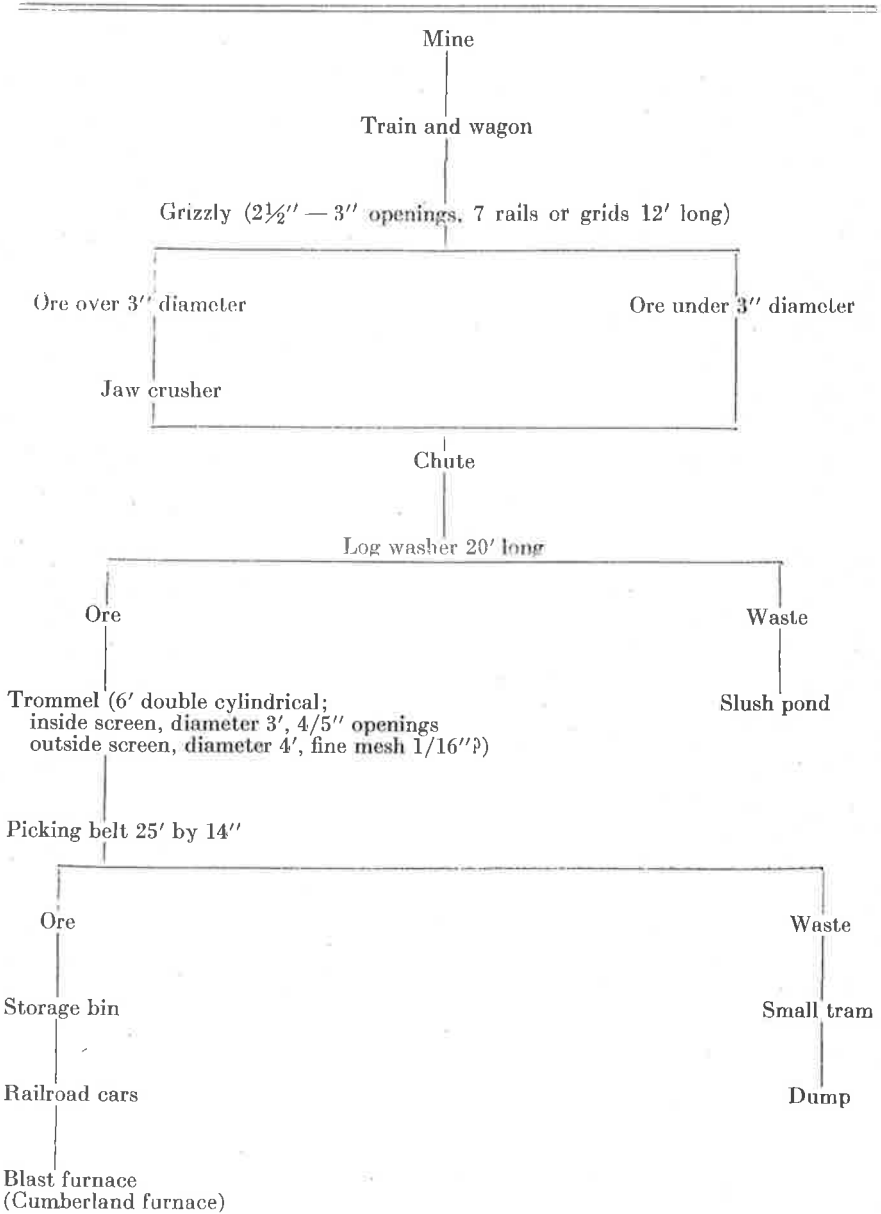 Mine
Train and wagon
Grizzly (2½″ — 3″ openings, 7 rails or grids 12′ long)
Ore over 3″ diameter
Ore under 3″ diameter
Jaw crusher
Chute
Log washer 20′ long
Ore
Waste
Trommel (6′ double cylindrical;
inside screen, diameter 3′, 4/5″ openings
outside screen, diameter 4′, fine mesh 1/16″?)
Slush pond
Picking belt 25′ by 14″
Ore
Waste
Storage bin
Small tram
Railroad cars
Dump
Blast furnace
(Cumberland furnace)